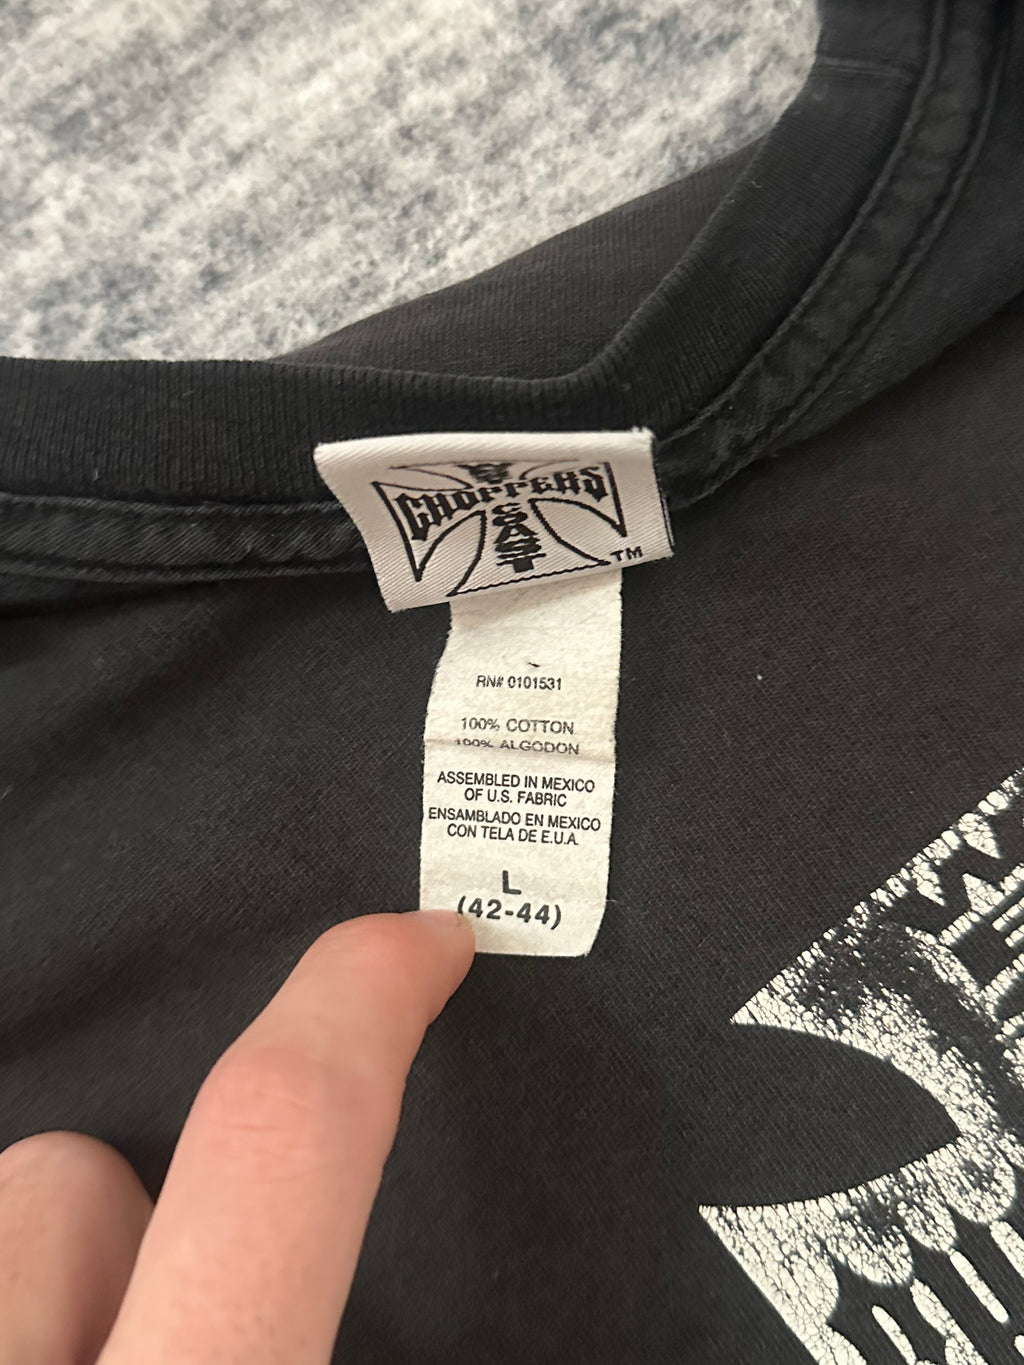 CHOPPERS
COAST
TM
RN# 0101531
100% COTTON
100% ALGODON
ASSEMBLED IN MEXICO
OF U.S. FABRIC
ENSAMBLADO EN MEXICO
CON TELA DE E.U.A.
L
(42-44)